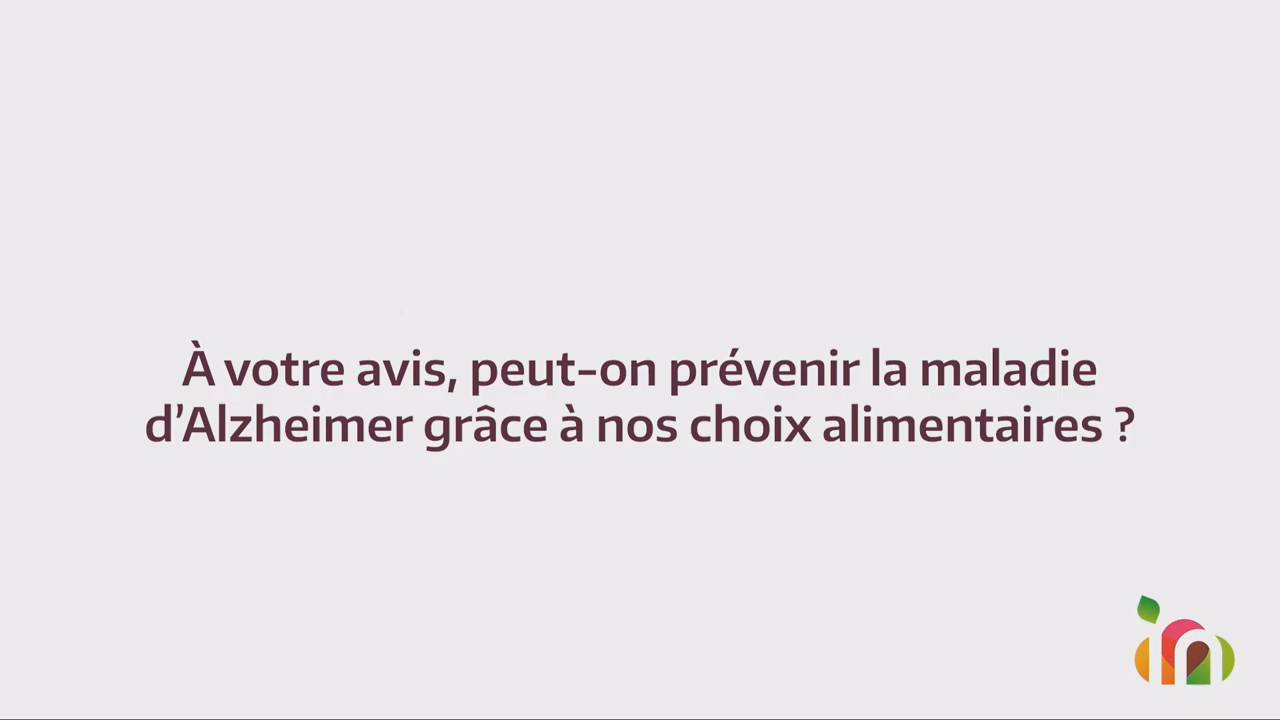 À votre avis, peut-on prévenir la maladie
d’Alzheimer grâce à nos choix alimentaires ?